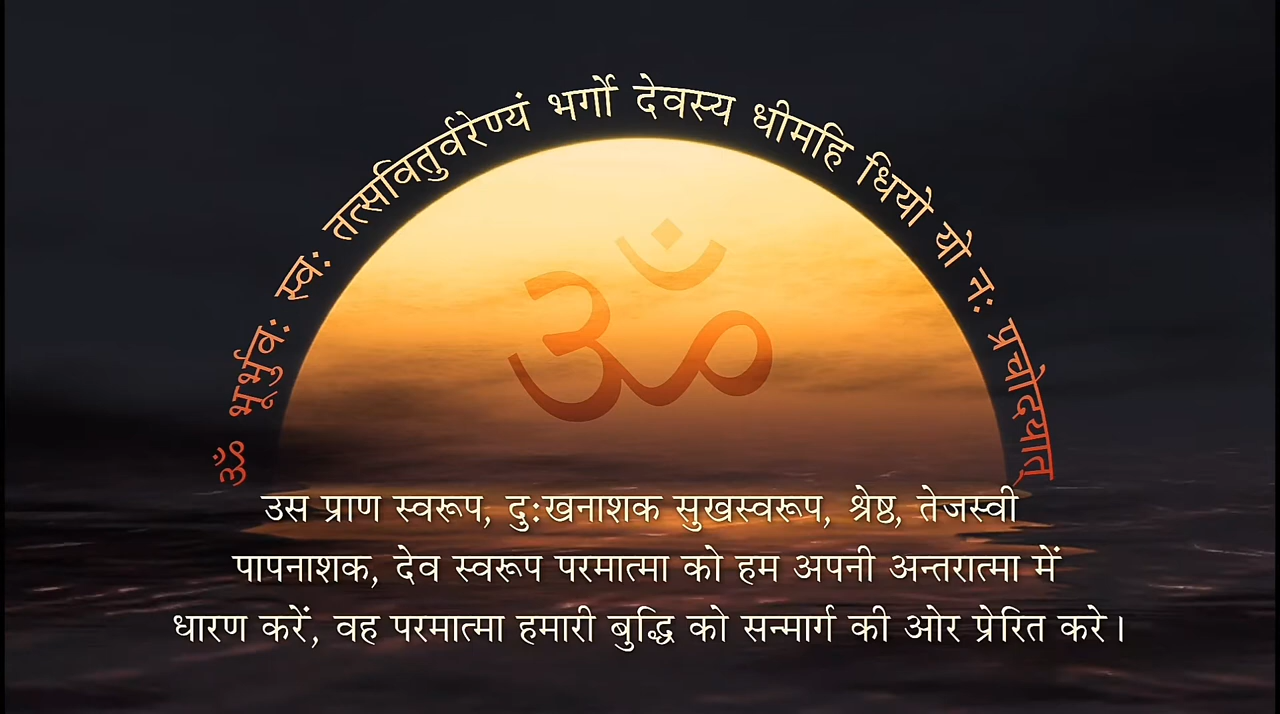 ॐ भूर्भुवः स्वः तत्सवितुर्वरेण्यं भर्गो देवस्य धीमहि धियो यो नः प्रचोदयात्
ॐ
उस प्राण स्वरूप, दुःखनाशक सुखस्वरूप, श्रेष्ठ, तेजस्वी
पापनाशक, देव स्वरूप परमात्मा को हम अपनी अन्तरात्मा में
धारण करें, वह परमात्मा हमारी बुद्धि को सन्मार्ग की ओर प्रेरित करे।